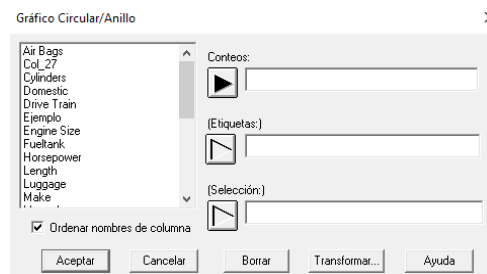 Gráfico Circular/Anillo
Air Bags
Col_27
Cylinders
Domestic
Drive Train
Ejemplo
Engine Size
Fueltank
Horsepower
Length
Luggage
Make
Conteos:
(Etiquetas:)
(Selección:)
Ordenar nombres de columna
Aceptar
Cancelar
Borrar
Transformar...
Ayuda